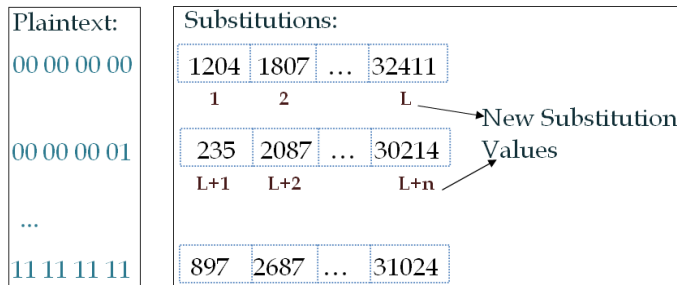 Plaintext:
00 00 00 00
00 00 00 01
...
11 11 11 11
Substitutions:
1204 1807 ... 32411
1 2 L
235 2087 ... 30214
L+1 L+2 L+n
897 2687 ... 31024
New Substitution
Values